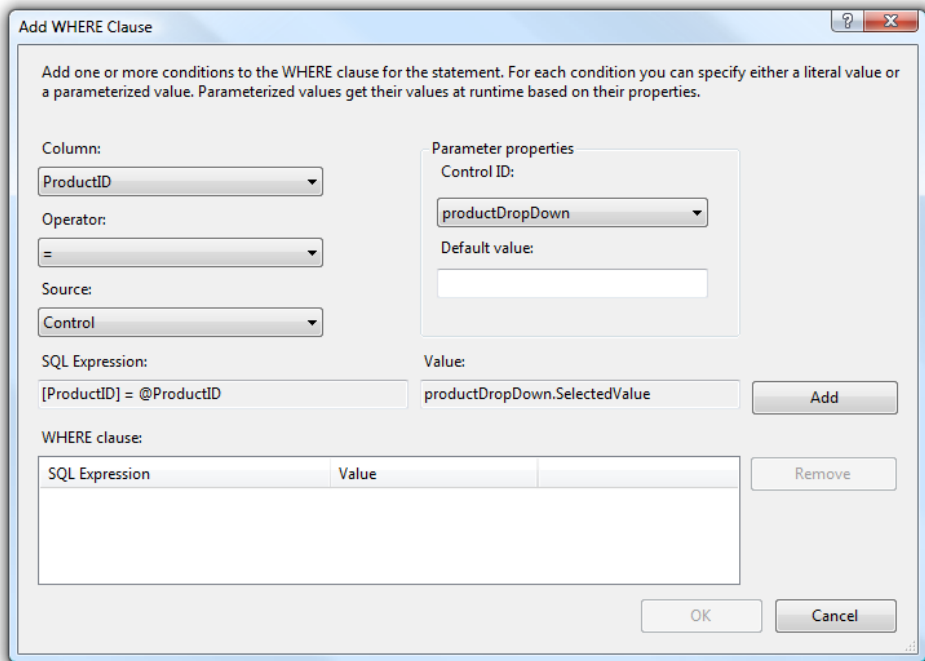 Add WHERE Clause
?
Add one or more conditions to the WHERE clause for the statement. For each condition you can specify either a literal value or
a parameterized value. Parameterized values get their values at runtime based on their properties.
Column:
ProductID
Operator:
=
Source:
Control
Parameter properties
Control ID:
productDropDown
Default value:
SQL Expression:
[ProductID] = @ProductID
Value:
productDropDown.SelectedValue
Add
WHERE clause:
SQL Expression Value
Remove
OK Cancel